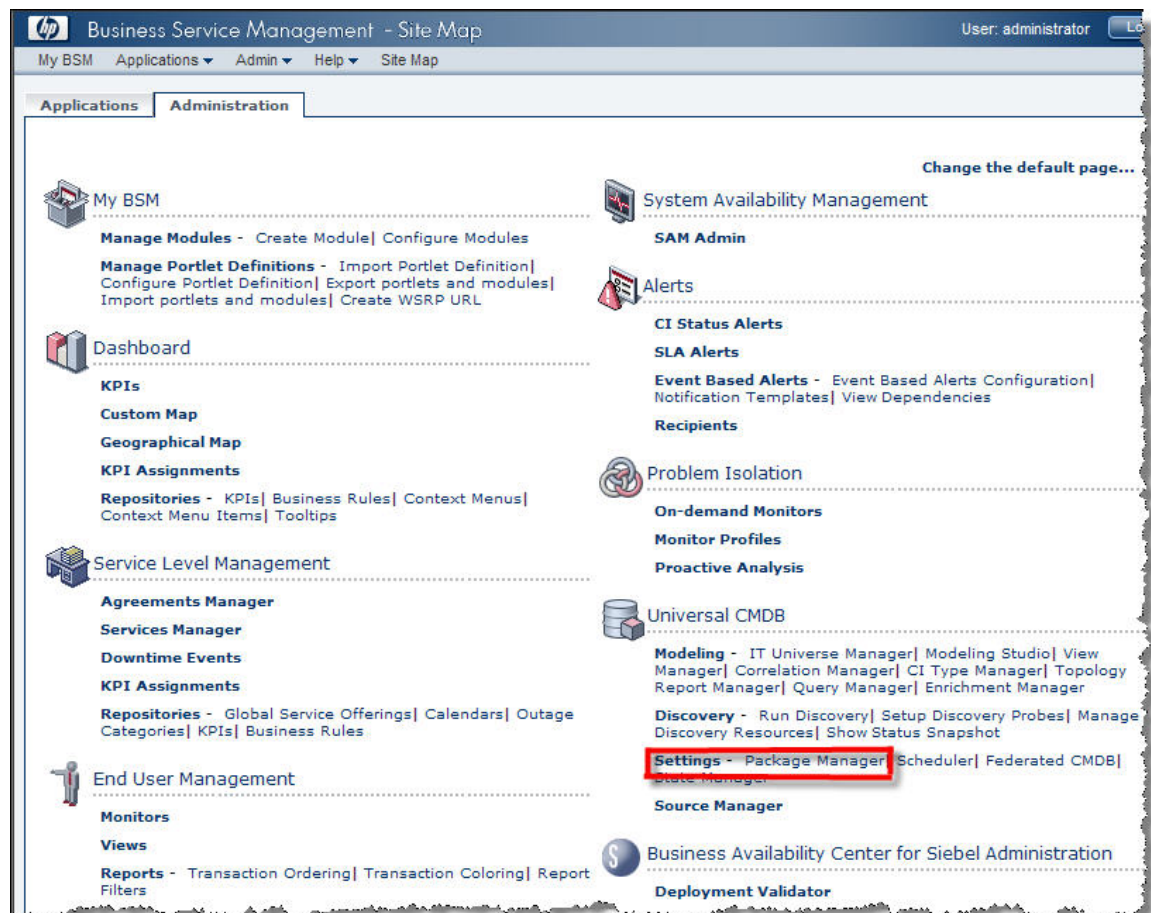 hp Business Service Management - Site Map User: administrator
My BSM Applications Admin Help Site Map
Applications Administration
Change the default page...
My BSM
Manage Modules - Create Module| Configure Modules
Manage Portlet Definitions - Import Portlet Definition|
Configure Portlet Definition| Export portlets and modules|
Import portlets and modules| Create WSRP URL
Dashboard
KPIs
Custom Map
Geographical Map
KPI Assignments
Repositories - KPIs| Business Rules| Context Menus|
Context Menu Items| Tooltips
Service Level Management
Agreements Manager
Services Manager
Downtime Events
KPI Assignments
Repositories - Global Service Offerings| Calendars| Outage
Categories| KPIs| Business Rules
End User Management
Monitors
Views
Reports - Transaction Ordering| Transaction Coloring| Report
Filters
System Availability Management
SAM Admin
Alerts
CI Status Alerts
SLA Alerts
Event Based Alerts - Event Based Alerts Configuration|
Notification Templates| View Dependencies
Recipients
Problem Isolation
On-demand Monitors
Monitor Profiles
Proactive Analysis
Universal CMDB
Modeling - IT Universe Manager| Modeling Studio| View
Manager| Correlation Manager| CI Type Manager| Topology
Report Manager| Query Manager| Enrichment Manager
Discovery - Run Discovery| Setup Discovery Probes| Manage
Discovery Resources| Show Status Snapshot
Settings - Package Manager| Scheduler| Federated CMDB|
State Manager
Source Manager
S Business Availability Center for Siebel Administration
Deployment Validator